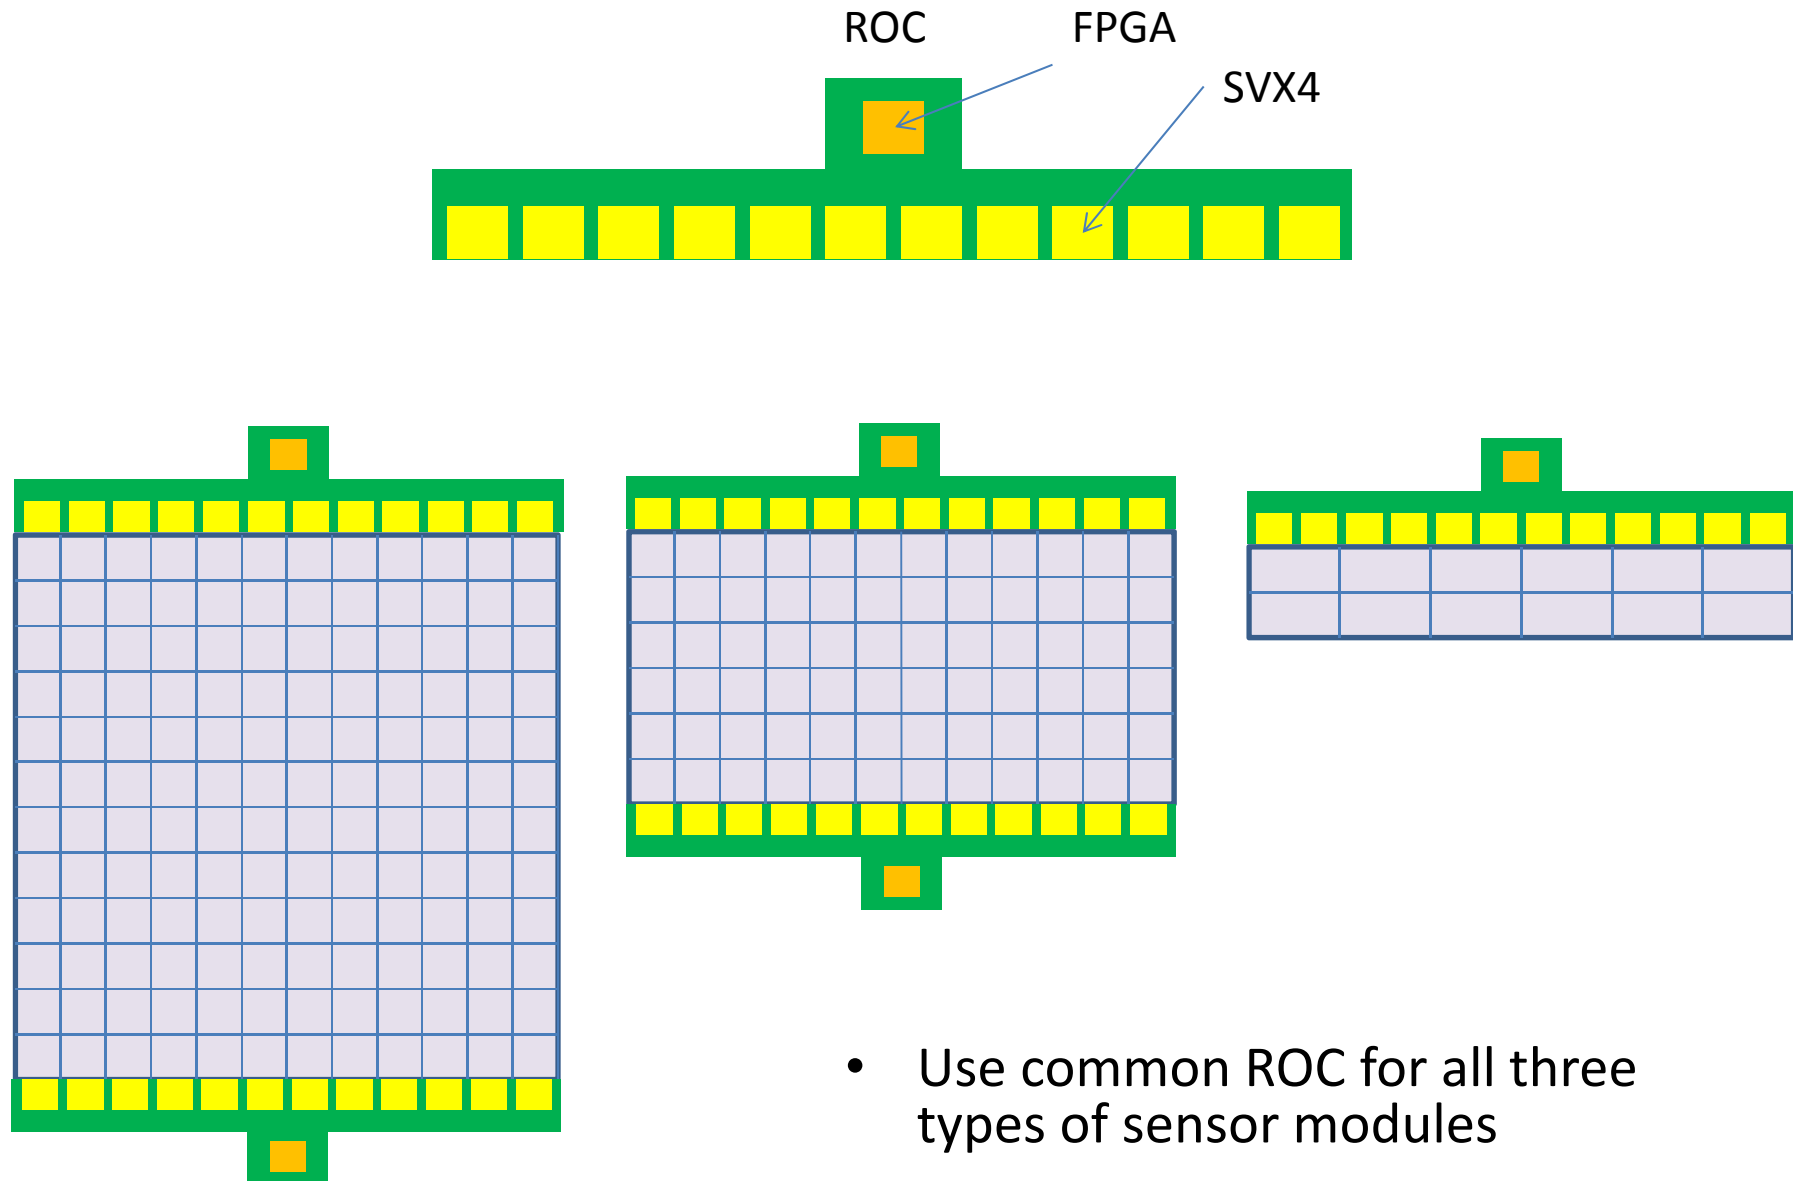 ROC
FPGA
SVX4
• Use common ROC for all three
types of sensor modules